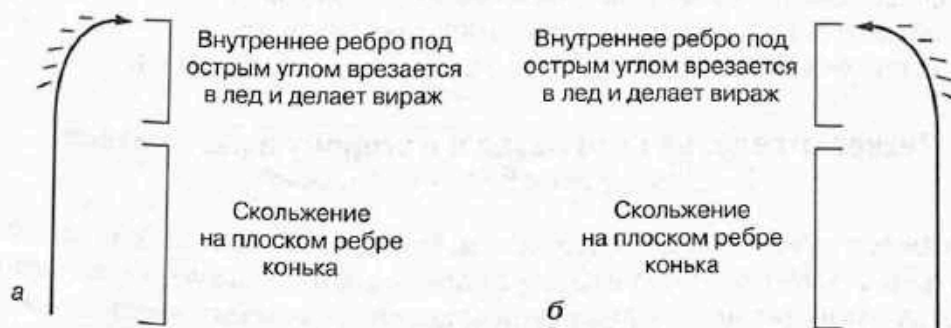 Внутреннее ребро под
острым углом врезается
в лед и делает вираж
Скольжение
на плоском ребре
конька
а
Внутреннее ребро под
острым углом врезается
в лед и делает вираж
Скольжение
на плоском ребре
конька
б